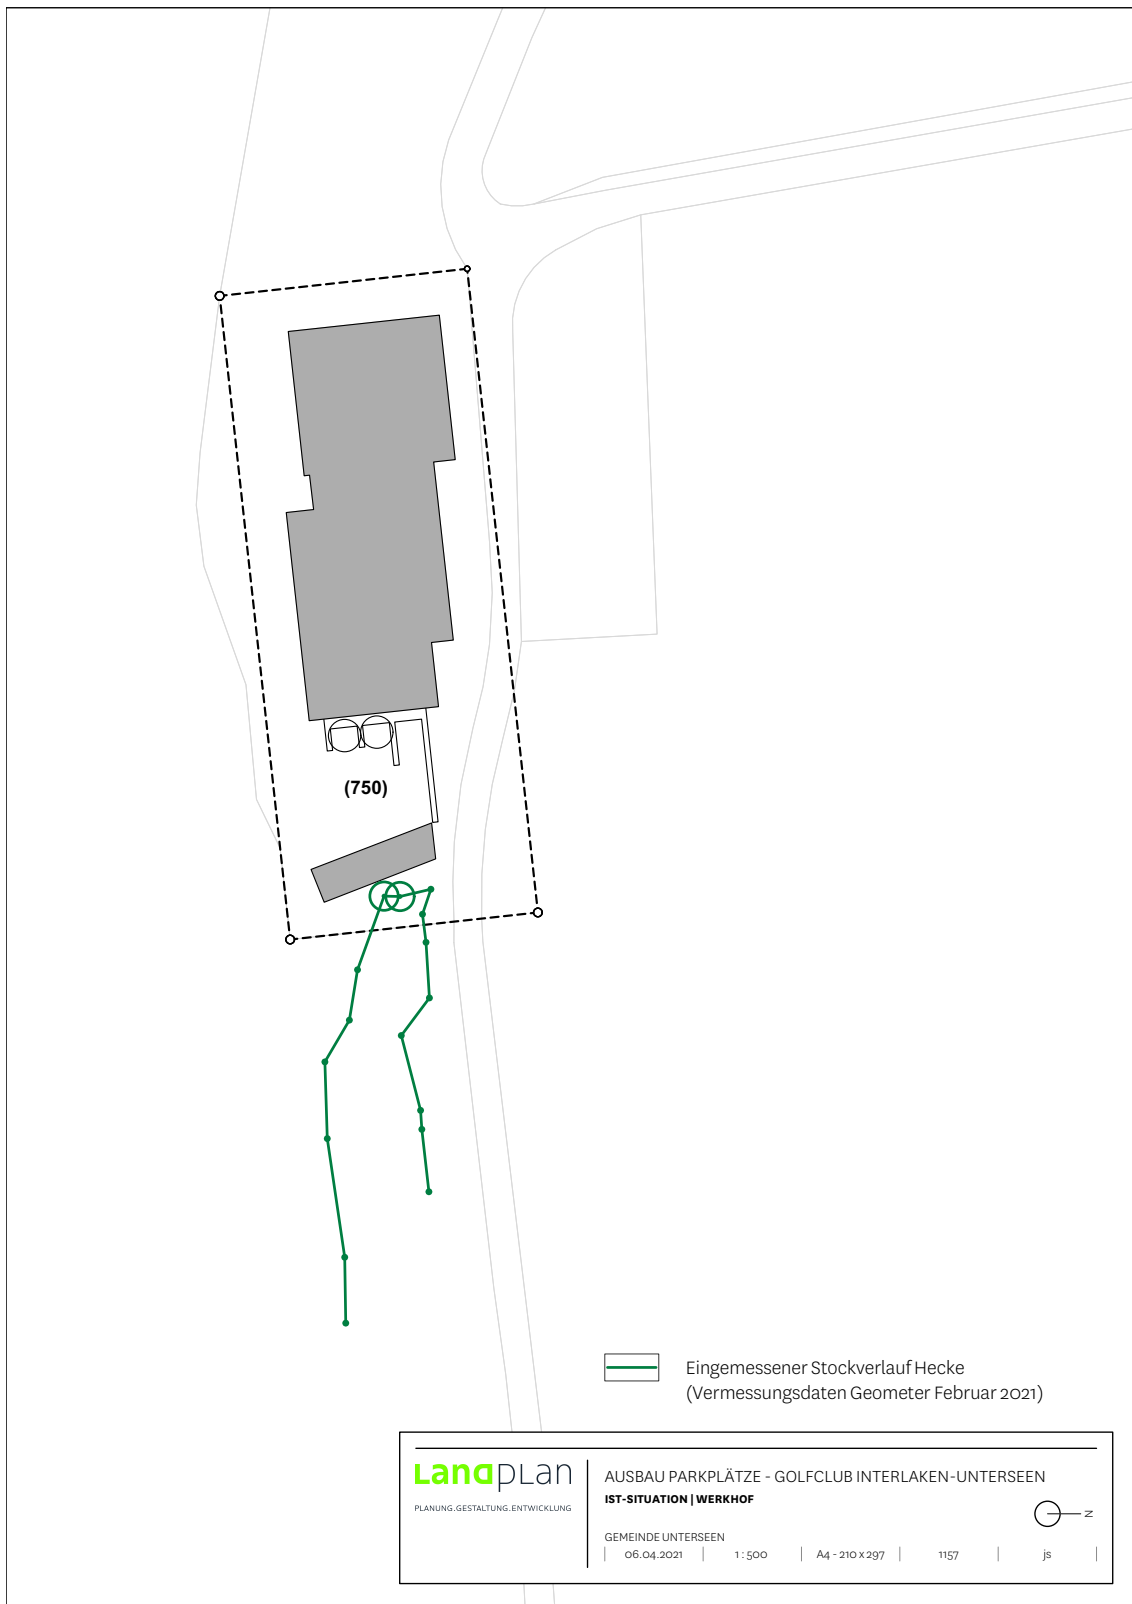 (750)
Eingemessener Stockverlauf Hecke
(Vermessungsdaten Geometer Februar 2021)
Landplan
PLANUNG.GESTALTUNG.ENTWICKLUNG
AUSBAU PARKPLÄTZE - GOLFCLUB INTERLAKEN-UNTERSEEN
IST-SITUATION | WERKHOF
N
GEMEINDE UNTERSEEN
| 06.04.2021 | 1 : 500 | A4 - 210 x 297 | 1157 | js |